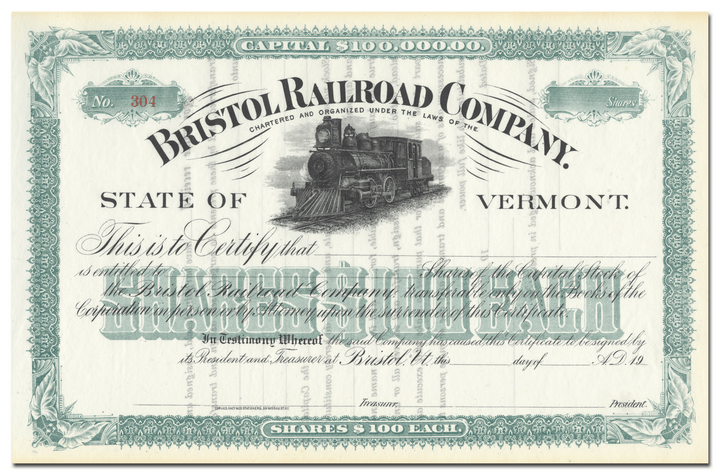 CAPITAL $100,000.00
No. 304
Shares
BRISTOL RAILROAD COMPANY.
CHARTERED AND ORGANIZED UNDER THE LAWS OF THE
STATE OF VERMONT.
This is to Certify that
is entitled to Shares of the Capital Stock of
the Bristol Railroad Company, transferable only on the Books of the
Corporation in person or by Attorney upon the surrender of this Certificate.
SHARES $100 EACH
In Testimony Whereof the said Company has caused this Certificate to be signed by
its President and Treasurer at Bristol, Vt. this day of A.D. 19
Treasurer. President.
SHARES $100 EACH.